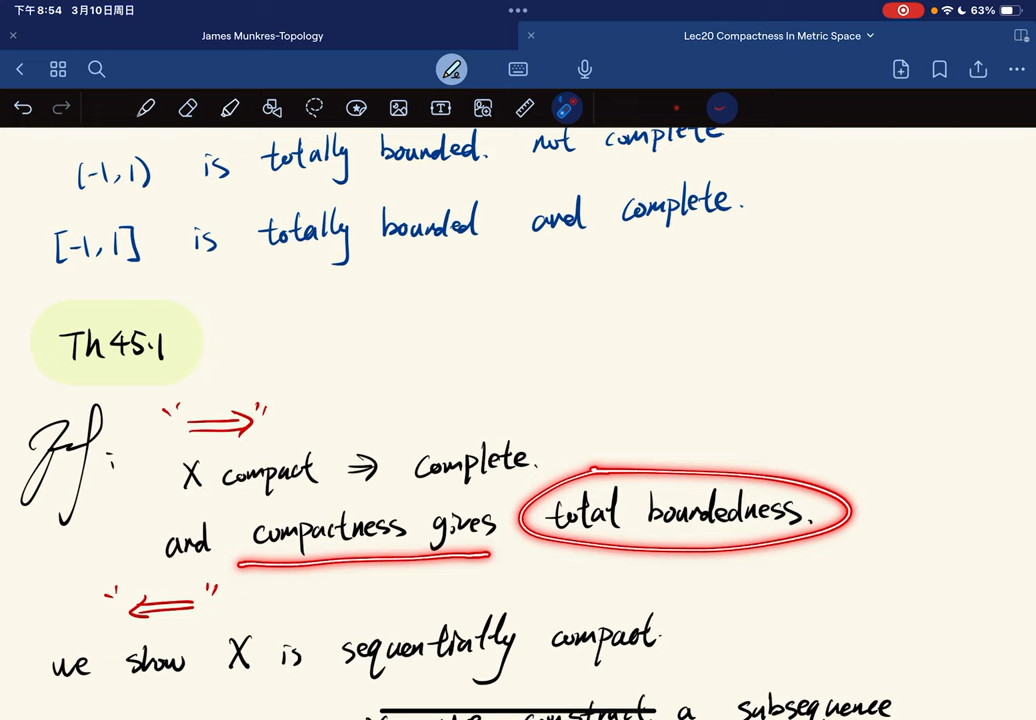 下午8:54 3月10日周日
63%
James Munkres-Topology
Lec20 Compactness In Metric Space
(-1,1) is totally bounded. not complete
[-1,1] is totally bounded and complete.
Th 45.1
"⟹"
X compact ⇒ complete.
and compactness gives total boundedness.
"⟸"
we show X is sequentially compact.
construct a subsequence